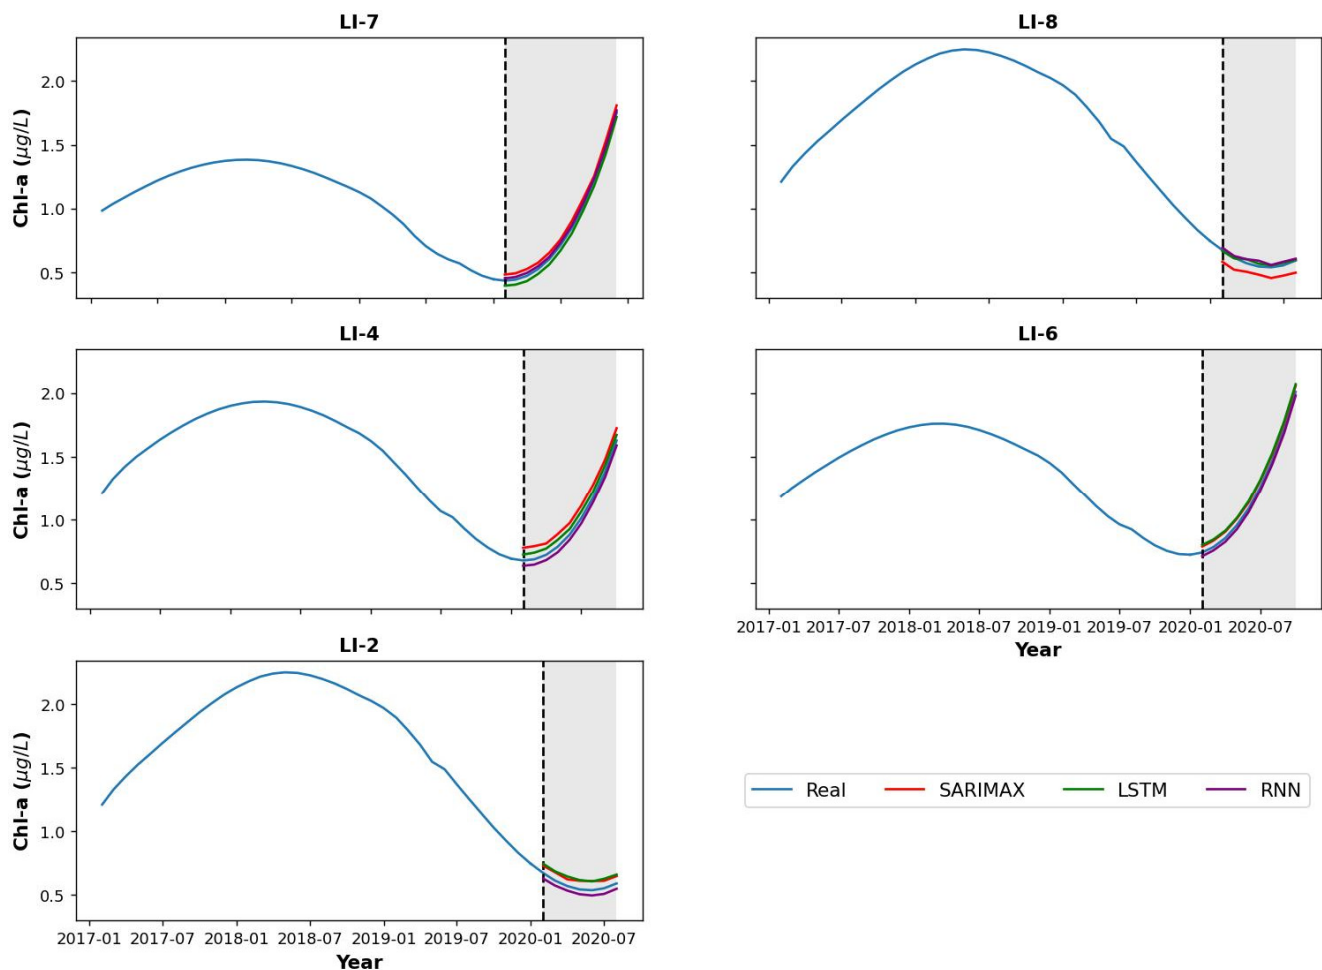 LI-7
LI-8
Chl-a (μg/L)
2.0
1.5
1.0
0.5
LI-4
LI-6
Chl-a (μg/L)
2.0
1.5
1.0
0.5
2017-01 2017-07 2018-01 2018-07 2019-01 2019-07 2020-01 2020-07
Year
LI-2
Chl-a (μg/L)
2.0
1.5
1.0
0.5
2017-01 2017-07 2018-01 2018-07 2019-01 2019-07 2020-01 2020-07
Year
Real SARIMAX LSTM RNN